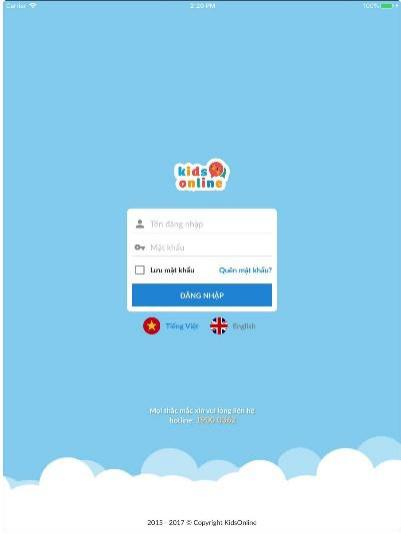 Carrier 2:20 PM 100%
kids
online
Tên đăng nhập
Mật khẩu
Lưu mật khẩu Quên mật khẩu?
ĐĂNG NHẬP
Tiếng Việt English
Mọi thắc mắc xin vui lòng liên hệ
hotline: 1900 0362
2015 - 2017 © Copyright KidsOnline